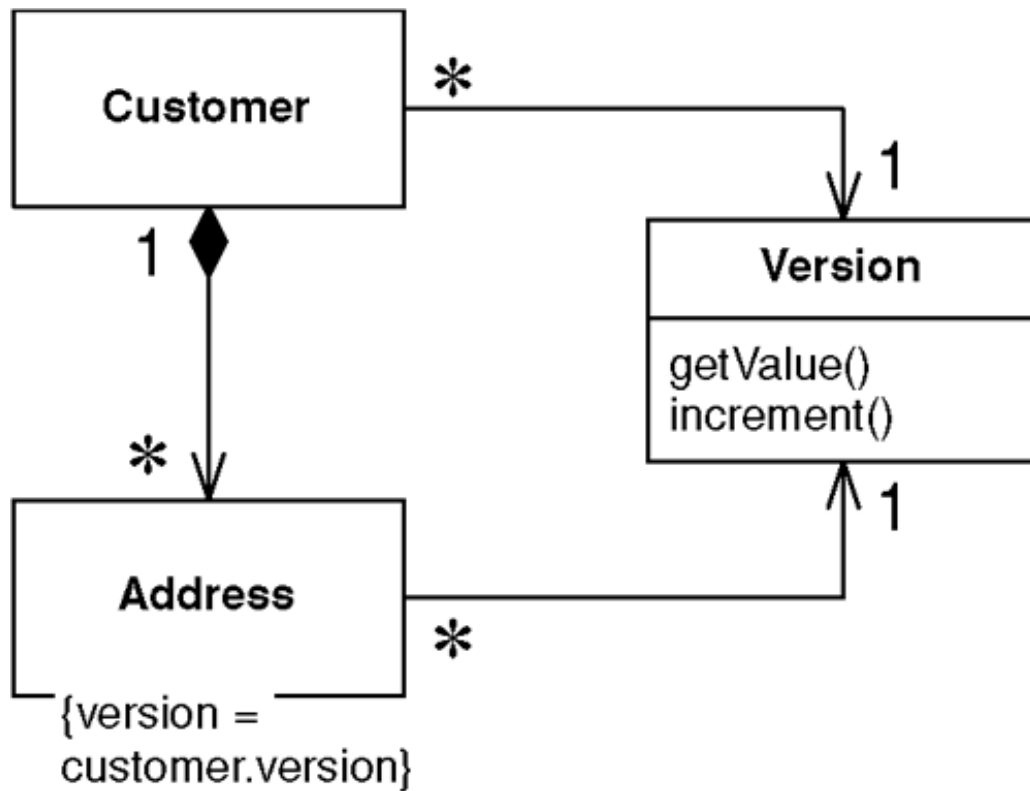 Customer
*
1
1
Version
getValue()
increment()
*
1
Address
*
{version =
customer.version}